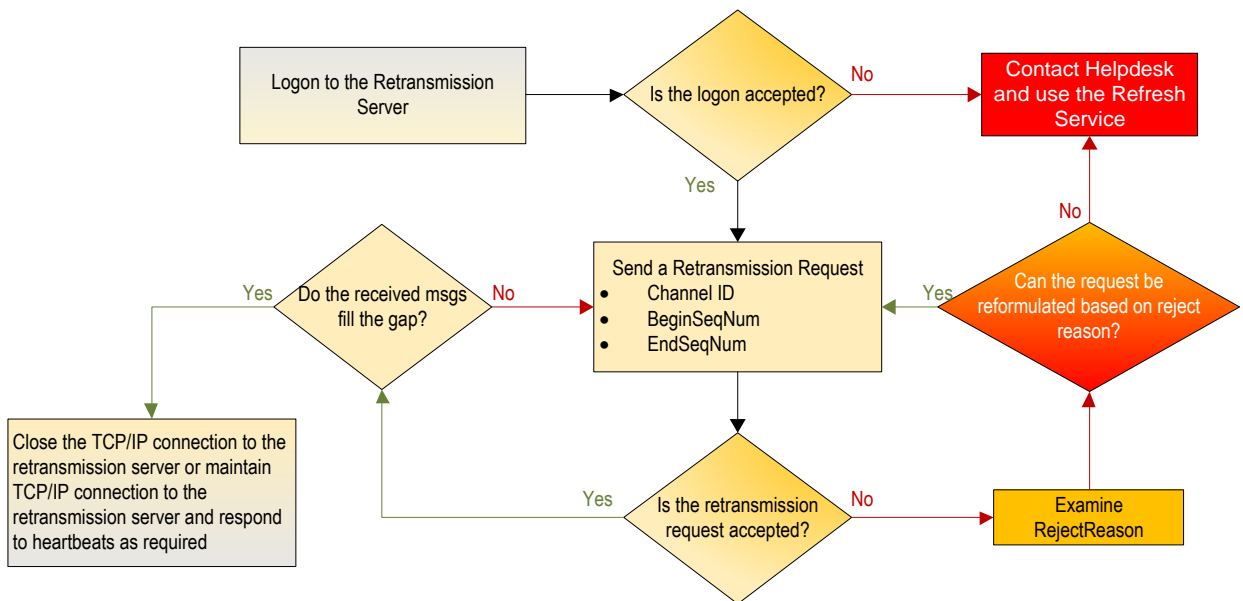 Logon to the Retransmission
Server
Is the logon accepted?
No
Contact Helpdesk
and use the Refresh
Service
Yes
No
Send a Retransmission Request
• Channel ID
• BeginSeqNum
• EndSeqNum
Yes
Do the received msgs
fill the gap?
No
Yes
Can the request be
reformulated based on reject
reason?
Close the TCP/IP connection to the
retransmission server or maintain
TCP/IP connection to the
retransmission server and respond
to heartbeats as required
Yes
Is the retransmission
request accepted?
No
Examine
RejectReason